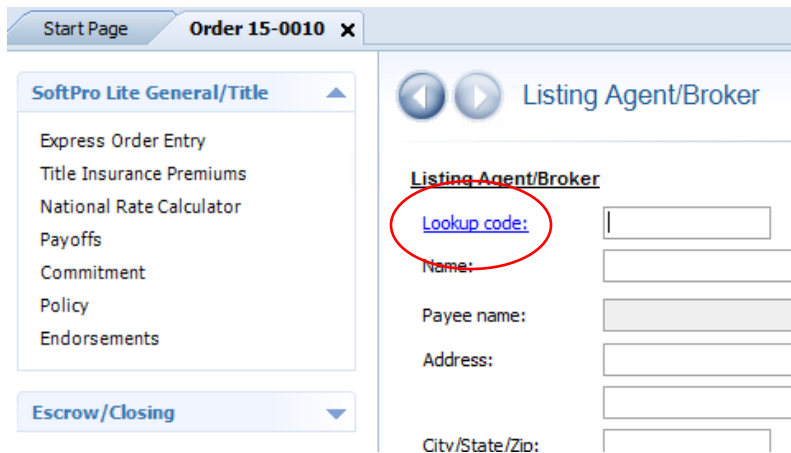 Start Page
Order 15-0010 x
SoftPro Lite General/Title
Express Order Entry
Title Insurance Premiums
National Rate Calculator
Payoffs
Commitment
Policy
Endorsements
Escrow/Closing
Listing Agent/Broker
Listing Agent/Broker
Lookup code:
Name:
Payee name:
Address:
City/State/Zip: